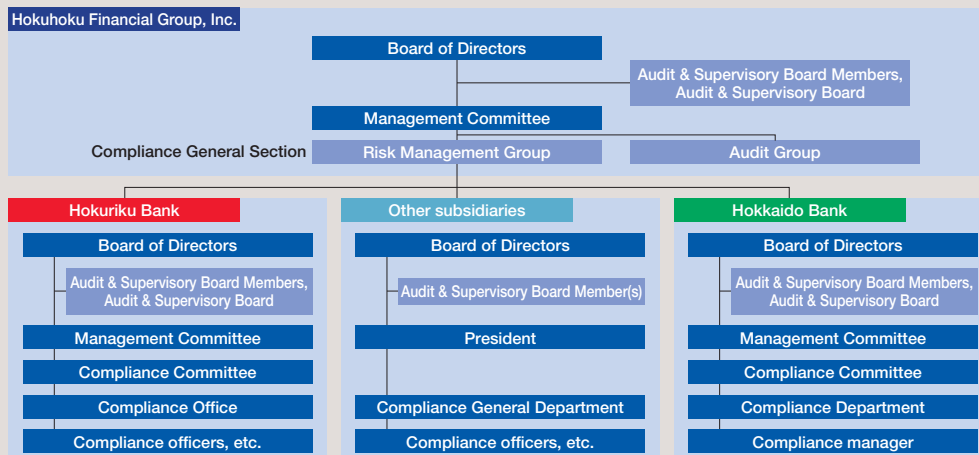 Hokuhoku Financial Group, Inc.
Board of Directors
Audit & Supervisory Board Members,
Audit & Supervisory Board
Management Committee
Compliance General Section
Risk Management Group
Audit Group
Hokuriku Bank
Board of Directors
Audit & Supervisory Board Members,
Audit & Supervisory Board
Management Committee
Compliance Committee
Compliance Office
Compliance officers, etc.
Other subsidiaries
Board of Directors
Audit & Supervisory Board Member(s)
President
Compliance General Department
Compliance officers, etc.
Hokkaido Bank
Board of Directors
Audit & Supervisory Board Members,
Audit & Supervisory Board
Management Committee
Compliance Committee
Compliance Department
Compliance manager